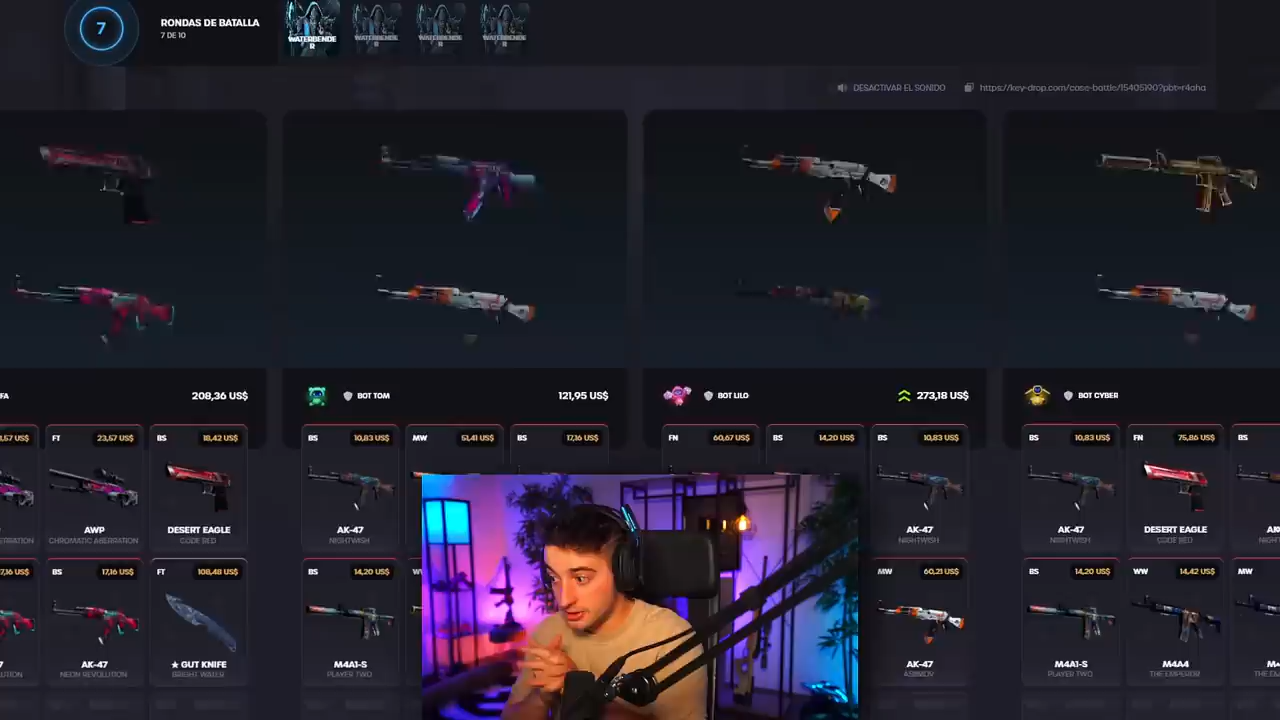 7
RONDAS DE BATALLA
7 DE 10
WATERBENDE
R
WATERBENDE
R
WATERBENDE
R
WATERBENDE
R
DESACTIVAR EL SONIDO
https://key-drop.com/case-battle/15405190?pbt=r4aha
FA
208,36 US$
BOT TOM
121,95 US$
BOT LILO
273,18 US$
BOT CYBER
FT 23,57 US$
BS 18,42 US$
BS 10,83 US$
MW 51,41 US$
BS 17,16 US$
FN 60,67 US$
BS 14,20 US$
BS 10,83 US$
BS 10,83 US$
FN 75,86 US$
BS
AWP
DESERT EAGLE
AK-47
AK-47
AK-47
DESERT EAGLE
CHROMATIC ABERRATION
CODE RED
NIGHTWISH
NIGHTWISH
NIGHTWISH
CODE RED
BS 17,16 US$
FT 108,48 US$
BS 14,20 US$
MW 60,21 US$
BS 14,20 US$
WW 14,42 US$
MW
AK-47
★ GUT KNIFE
M4A1-S
AK-47
M4A1-S
M4A4
NEON REVOLUTION
BRIGHT WATER
PLAYER TWO
ASIIMOV
PLAYER TWO
THE EMPEROR